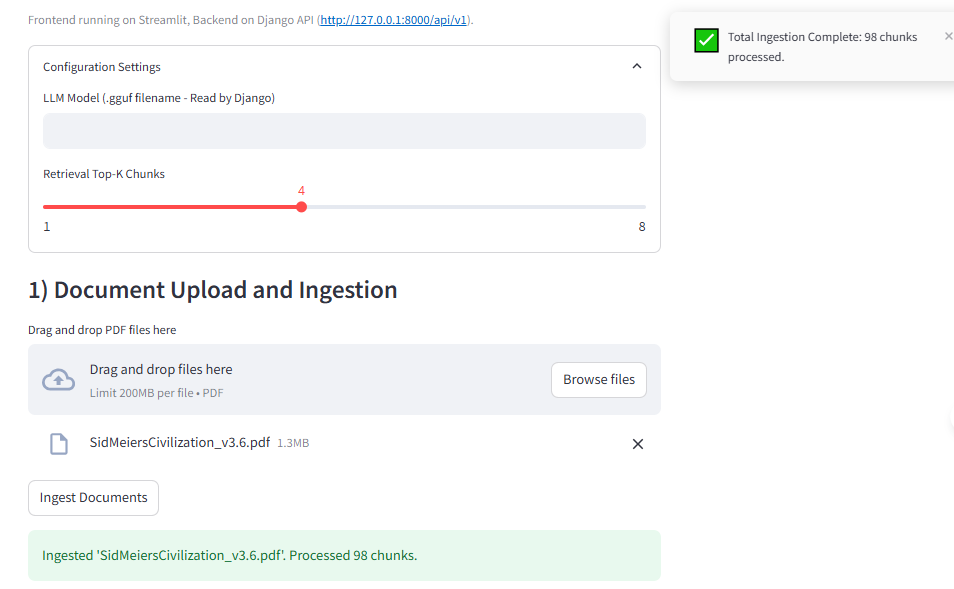 Frontend running on Streamlit, Backend on Django API (http://127.0.0.1:8000/api/v1).
Total Ingestion Complete: 98 chunks
processed.
Configuration Settings
LLM Model (.gguf filename - Read by Django)
Retrieval Top-K Chunks
4
1
8
1) Document Upload and Ingestion
Drag and drop PDF files here
Drag and drop files here
Limit 200MB per file • PDF
Browse files
SidMeiersCivilization_v3.6.pdf 1.3MB
Ingest Documents
Ingested 'SidMeiersCivilization_v3.6.pdf'. Processed 98 chunks.